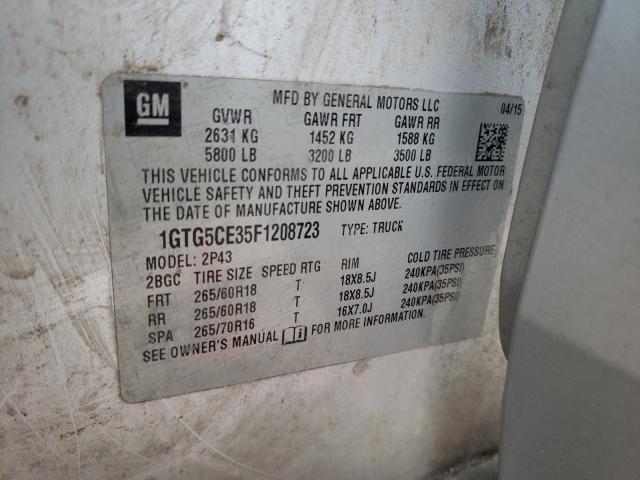 GM
MFD BY GENERAL MOTORS LLC 04/15
GVWR GAWR FRT GAWR RR
2631 KG 1452 KG 1588 KG
5800 LB 3200 LB 3500 LB
THIS VEHICLE CONFORMS TO ALL APPLICABLE U.S. FEDERAL MOTOR
VEHICLE SAFETY AND THEFT PREVENTION STANDARDS IN EFFECT ON
THE DATE OF MANUFACTURE SHOWN ABOVE.
1GTG5CE35F1208723 TYPE: TRUCK
MODEL: 2P43
2BGC TIRE SIZE SPEED RTG RIM COLD TIRE PRESSURE
FRT 265/60R18 T 18X8.5J 240KPA(35PSI)
RR 265/60R18 T 18X8.5J 240KPA(35PSI)
SPA 265/70R16 T 16X7.0J 240KPA(35PSI)
SEE OWNER'S MANUAL FOR MORE INFORMATION.